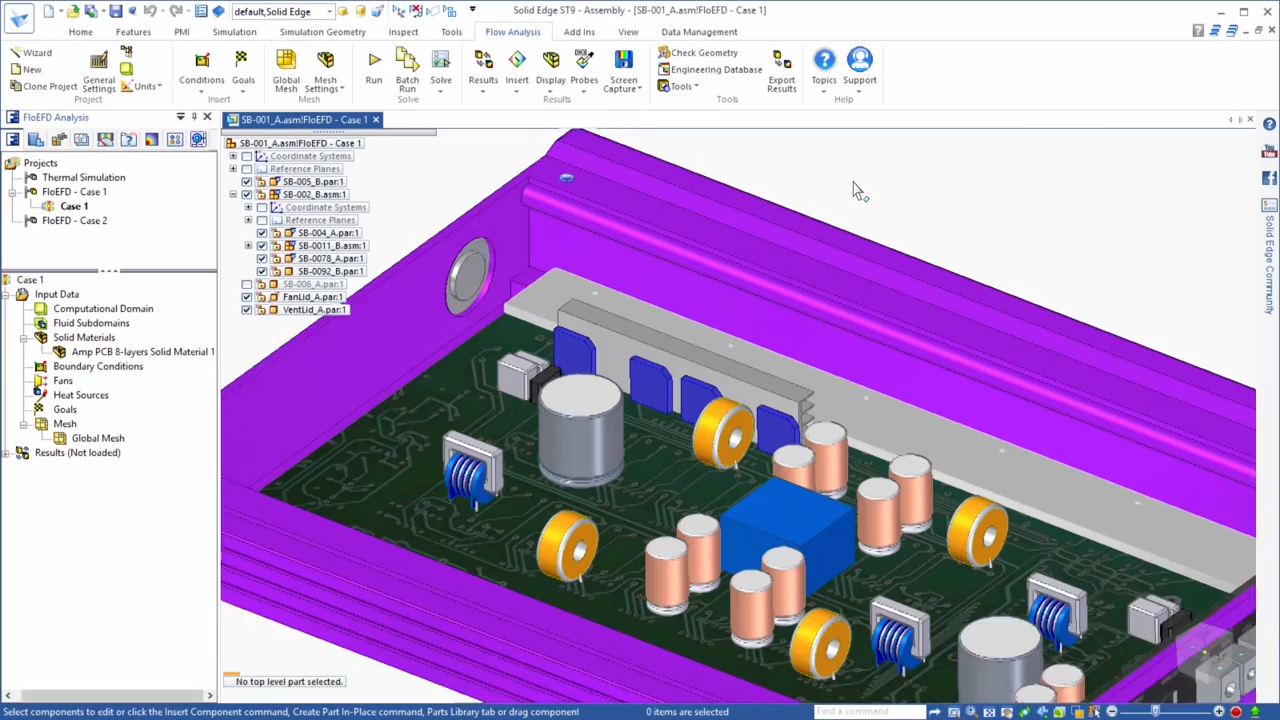 default,Solid Edge
Solid Edge ST9 - Assembly - [SB-001_A.asm!FloEFD - Case 1]
Home Features PMI Simulation Simulation Geometry Inspect Tools Flow Analysis Add Ins View Data Management
Wizard
New
Clone Project
General Settings
Units
Project
Conditions
Goals
Insert
Global Mesh
Mesh Settings
Mesh
Run
Batch Run
Solve
Solve
Results
Insert
Display
Probes
Screen Capture
Results
Check Geometry
Engineering Database
Tools
Export Results
Tools
Topics
Support
Help
FloEFD Analysis
SB-001_A.asm!FloEFD - Case 1
Projects
Thermal Simulation
FloEFD - Case 1
Case 1
FloEFD - Case 2
Case 1
Input Data
Computational Domain
Fluid Subdomains
Solid Materials
Amp PCB 8-layers Solid Material 1
Boundary Conditions
Fans
Heat Sources
Goals
Mesh
Global Mesh
Results (Not loaded)
SB-001_A.asm!FloEFD - Case 1
Coordinate Systems
Reference Planes
SB-005_B.par:1
SB-002_B.asm:1
Coordinate Systems
Reference Planes
SB-004_A.par:1
SB-0011_B.asm:1
SB-0078_A.par:1
SB-0092_B.par:1
SB-006_A.par:1
FanLid_A.par:1
VentLid_A.par:1
Solid Edge Community
No top level part selected.
Select components to edit or click the Insert Component command, Create Part In-Place command, Parts Library tab or drag component
0 items are selected
Find a command